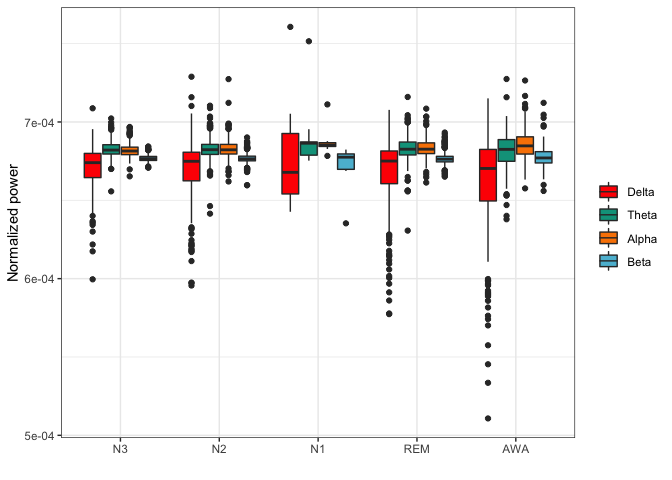 Normalized power
7e-04
6e-04
5e-04
N3
N2
N1
REM
AWA
Delta
Theta
Alpha
Beta